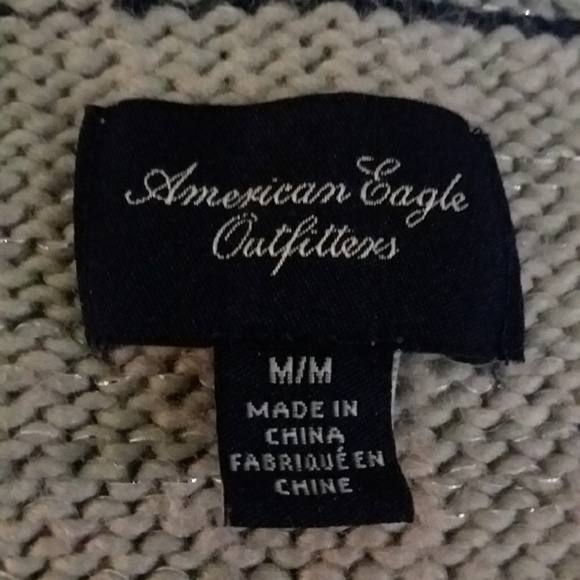 American Eagle
Outfitters
M/M
MADE IN
CHINA
FABRIQUÉ EN
CHINE